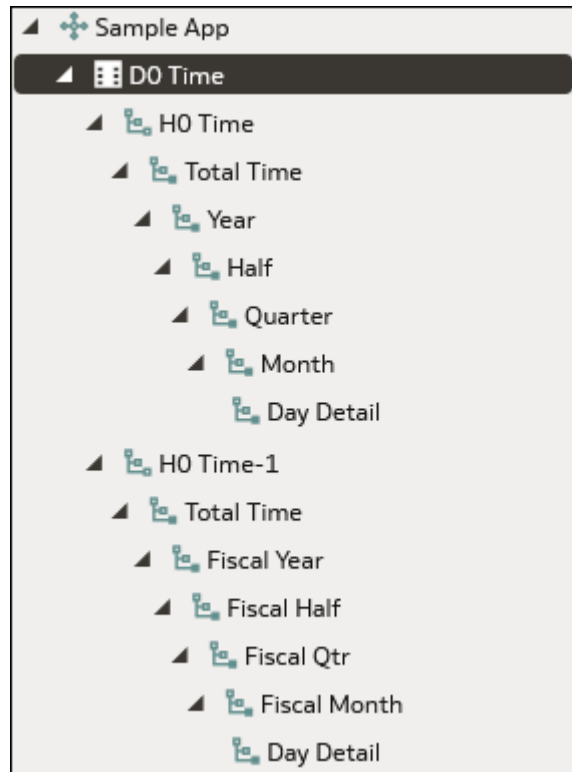 Sample App
D0 Time
H0 Time
Total Time
Year
Half
Quarter
Month
Day Detail
H0 Time-1
Total Time
Fiscal Year
Fiscal Half
Fiscal Qtr
Fiscal Month
Day Detail